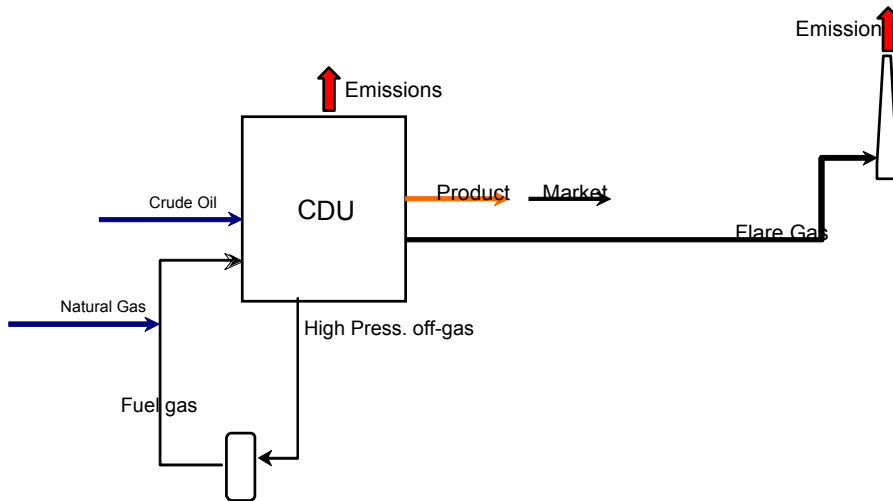 Emission
Emissions
Crude Oil
CDU
Product
Market
Flare Gas
Natural Gas
High Press. off-gas
Fuel gas